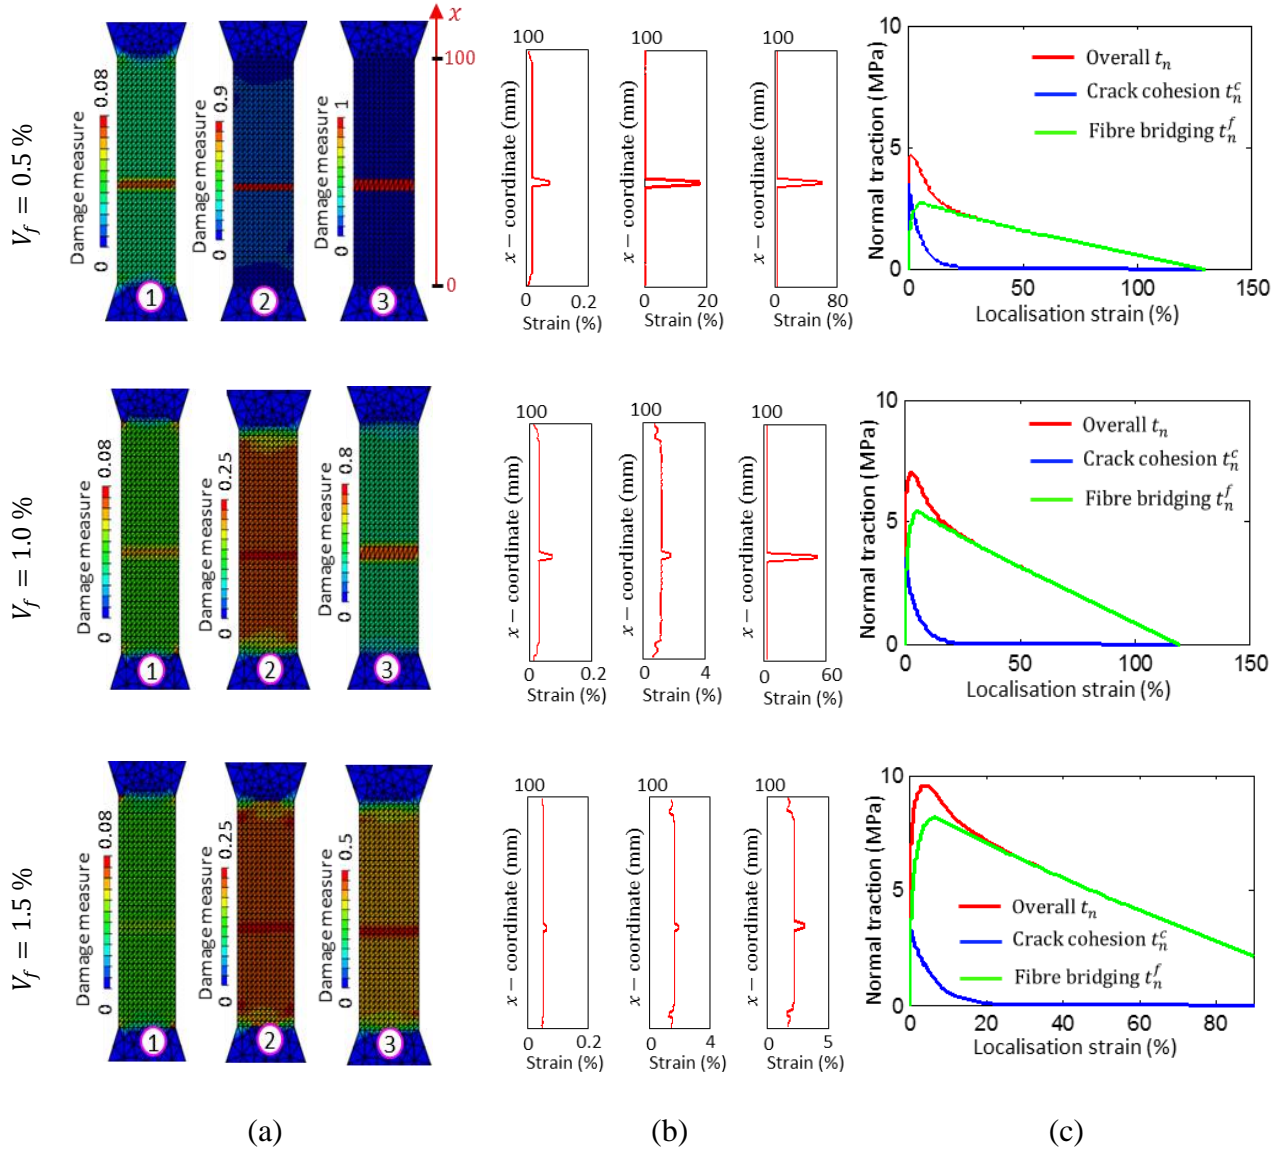 V_f = 0.5 %
Damage measure
0
0.08
1
Damage measure
0
0.9
2
Damage measure
0
1
3
x
100
0
100
x − coordinate (mm)
0
0.2
Strain (%)
100
x − coordinate (mm)
0
20
Strain (%)
100
x − coordinate (mm)
0
80
Strain (%)
Normal traction (MPa)
10
5
0
Overall t_n
Crack cohesion t_n^c
Fibre bridging t_n^f
0 50 100 150
Localisation strain (%)
V_f = 1.0 %
Damage measure
0
0.08
1
Damage measure
0
0.25
2
Damage measure
0
0.8
3
100
x − coordinate (mm)
0
0.2
Strain (%)
100
x − coordinate (mm)
0
4
Strain (%)
100
x − coordinate (mm)
0
60
Strain (%)
Normal traction (MPa)
10
5
0
Overall t_n
Crack cohesion t_n^c
Fibre bridging t_n^f
0 50 100 150
Localisation strain (%)
V_f = 1.5 %
Damage measure
0
0.08
1
Damage measure
0
0.25
2
Damage measure
0
0.5
3
100
x − coordinate (mm)
0
0.2
Strain (%)
100
x − coordinate (mm)
0
4
Strain (%)
100
x − coordinate (mm)
0
5
Strain (%)
Normal traction (MPa)
10
5
0
Overall t_n
Crack cohesion t_n^c
Fibre bridging t_n^f
0 20 40 60 80
Localisation strain (%)
(a) (b) (c)